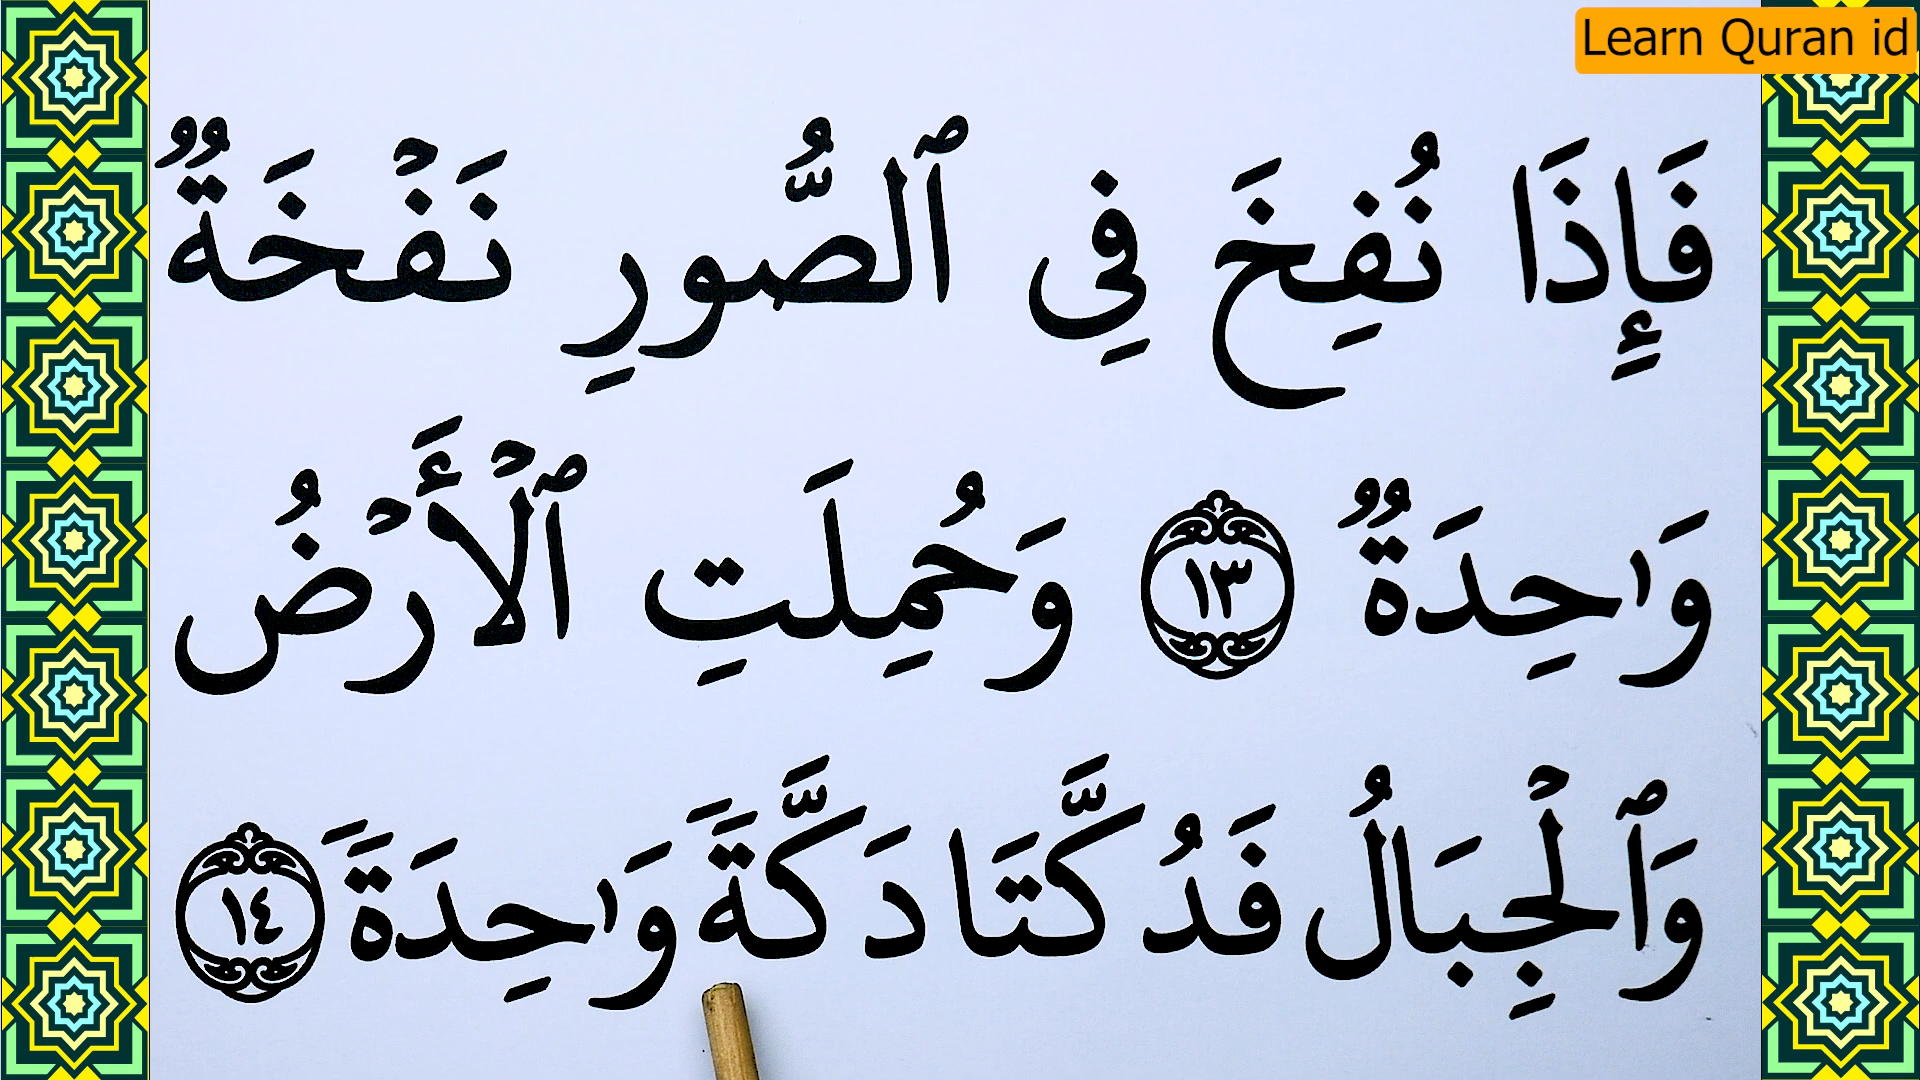 Learn Quran id
فَإِذَا نُفِخَ فِى ٱلصُّورِ نَفْخَةٌ
وَٰحِدَةٌ ١٣ وَحُمِلَتِ ٱلْأَرْضُ
وَٱلْجِبَالُ فَدُكَّتَا دَكَّةً وَٰحِدَةً ١٤